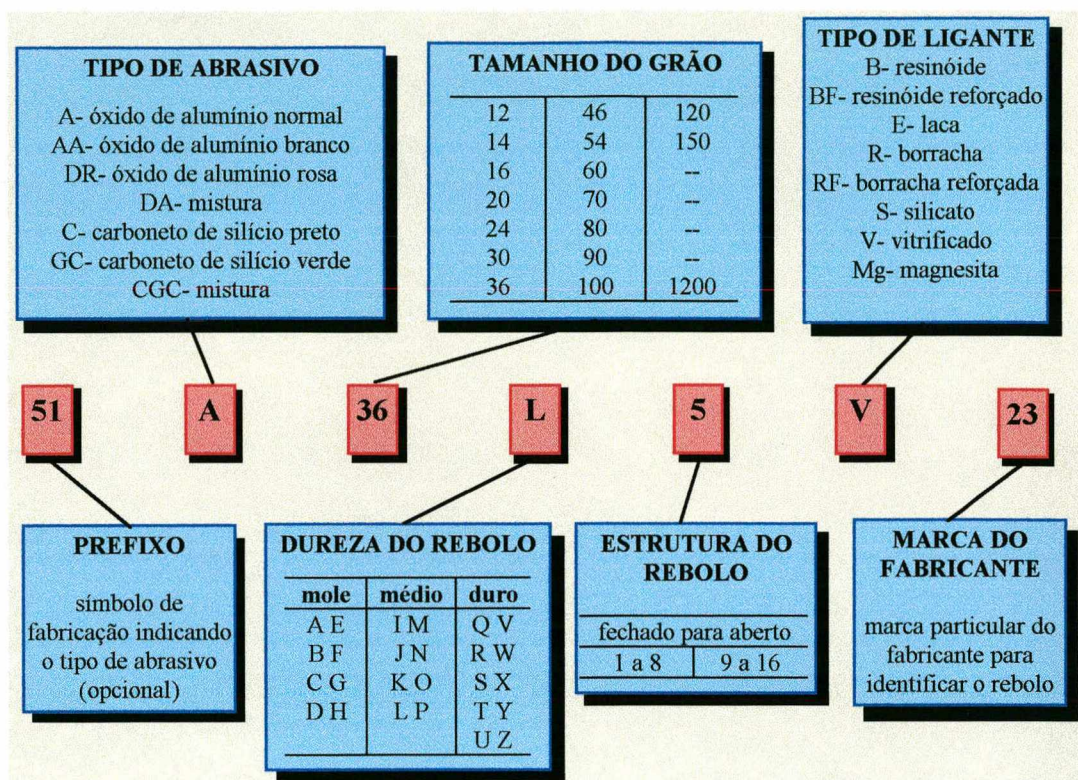 TIPO DE ABRASIVO
A- óxido de alumínio normal
AA- óxido de alumínio branco
DR- óxido de alumínio rosa
DA- mistura
C- carboneto de silício preto
GC- carboneto de silício verde
CGC- mistura
TAMANHO DO GRÃO
12 46 120
14 54 150
16 60 --
20 70 --
24 80 --
30 90 --
36 100 1200
TIPO DE LIGANTE
B- resinóide
BF- resinóide reforçado
E- laca
R- borracha
RF- borracha reforçada
S- silicato
V- vitrificado
Mg- magnesita
51 A 36 L 5 V 23
PREFIXO
símbolo de
fabricação indicando
o tipo de abrasivo
(opcional)
DUREZA DO REBOLO
mole médio duro
A E I M Q V
B F J N R W
C G K O S X
D H L P T Y
U Z
ESTRUTURA DO
REBOLO
fechado para aberto
1 a 8 9 a 16
MARCA DO
FABRICANTE
marca particular do
fabricante para
identificar o rebolo